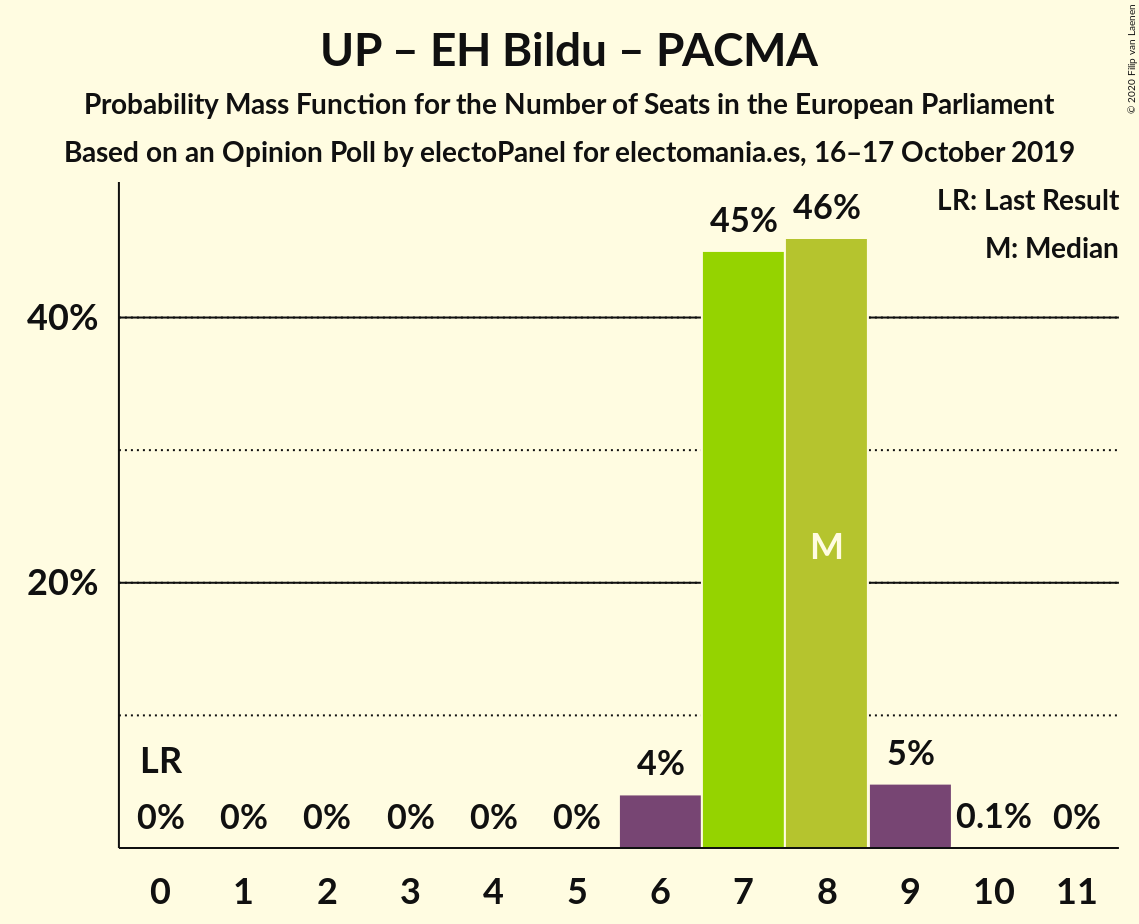 UP – EH Bildu – PACMA
Probability Mass Function for the Number of Seats in the European Parliament
Based on an Opinion Poll by electoPanel for electomania.es, 16–17 October 2019
© 2020 Filip van Laenen
LR: Last Result
M: Median
45% 46%
40%
M
20%
LR
4% 5%
0% 0% 0% 0% 0% 0% 0.1% 0%
0 1 2 3 4 5 6 7 8 9 10 11